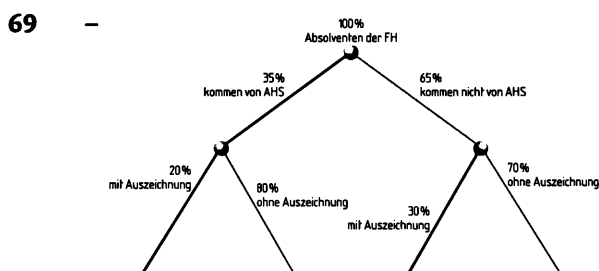 69 –
100%
Absolventen der FH
35%
kommen von AHS
65%
kommen nicht von AHS
20%
mit Auszeichnung
80%
ohne Auszeichnung
30%
mit Auszeichnung
70%
ohne Auszeichnung